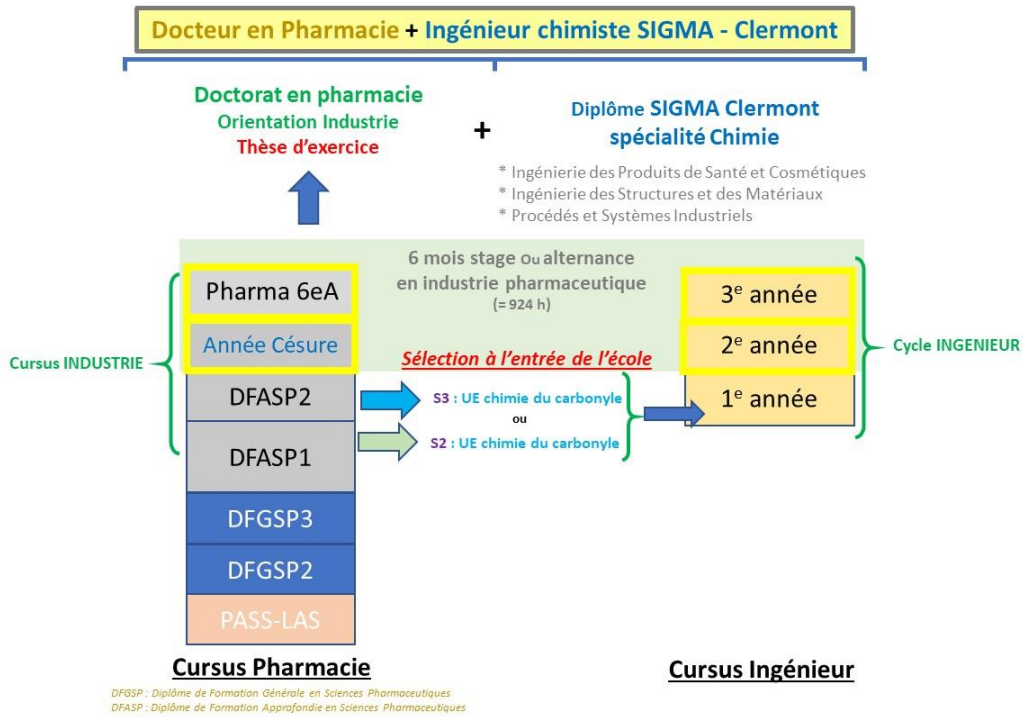 Docteur en Pharmacie + Ingénieur chimiste SIGMA - Clermont
Doctorat en pharmacie
Orientation Industrie
Thèse d'exercice
+
Diplôme SIGMA Clermont
spécialité Chimie
* Ingénierie des Produits de Santé et Cosmétiques
* Ingénierie des Structures et des Matériaux
* Procédés et Systèmes Industriels
6 mois stage ou alternance
en industrie pharmaceutique
(= 924 h)
Pharma 6eA
3e année
Année Césure
2e année
Cursus INDUSTRIE
Cycle INGENIEUR
Sélection à l'entrée de l'école
DFASP2
S3 : UE chimie du carbonyle
ou
S2 : UE chimie du carbonyle
1e année
DFASP1
DFGSP3
DFGSP2
PASS-LAS
Cursus Pharmacie
Cursus Ingénieur
DFGSP : Diplôme de Formation Générale en Sciences Pharmaceutiques
DFASP : Diplôme de Formation Approfondie en Sciences Pharmaceutiques